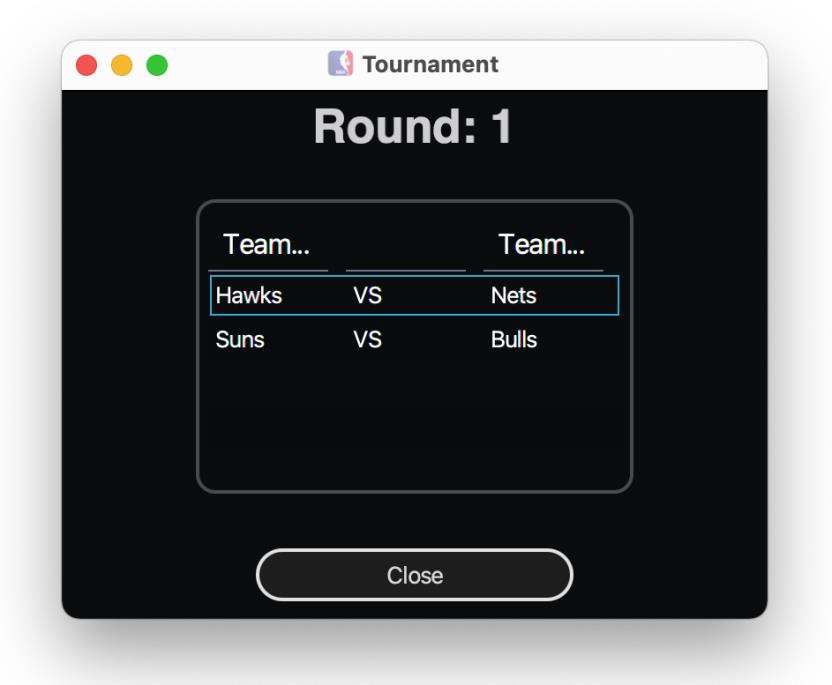 Tournament
Round: 1
Team... Team...
Hawks VS Nets
Suns VS Bulls
Close